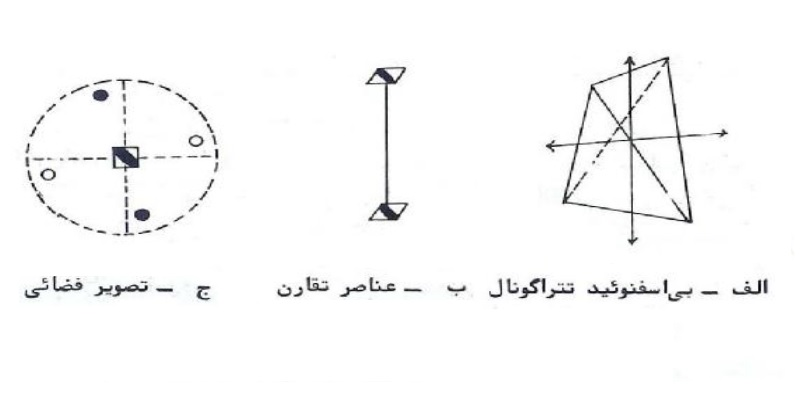 الف _ بی‌اسفنوئید تتراگونال
ب _ عناصر تقارن
ج _ تصویر فضائی